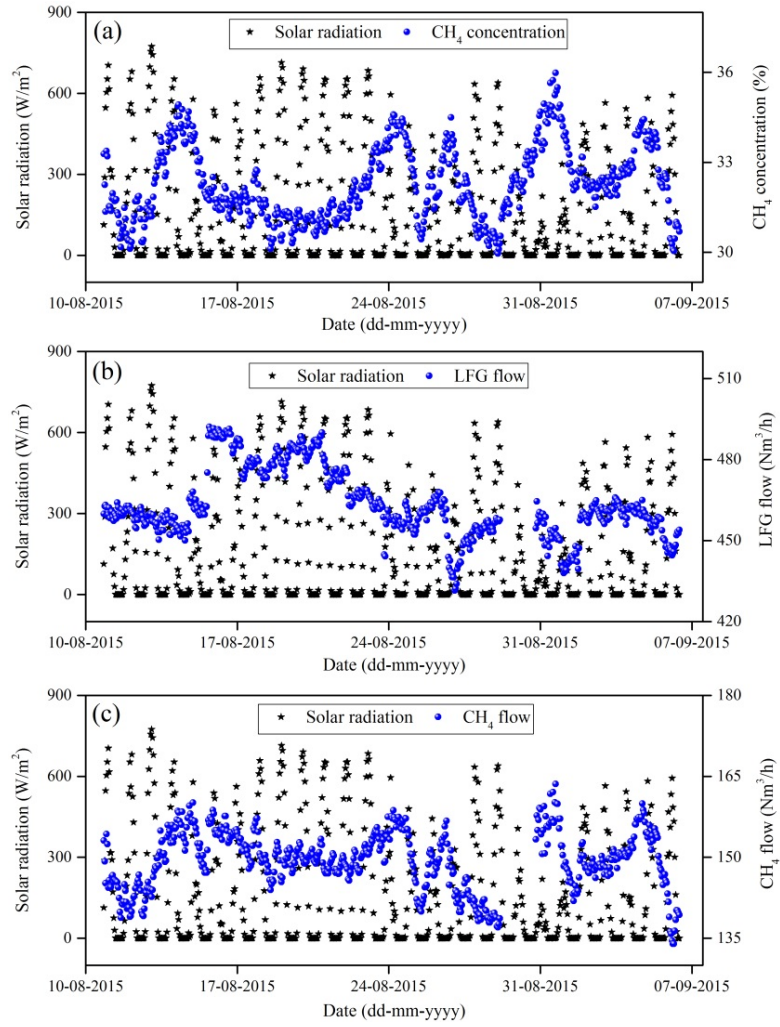 (a)
Solar radiation CH₄ concentration
Solar radiation (W/m²)
900
600
300
0
CH₄ concentration (%)
36
33
30
10-08-2015 17-08-2015 24-08-2015 31-08-2015 07-09-2015
Date (dd-mm-yyyy)
(b)
Solar radiation LFG flow
Solar radiation (W/m²)
900
600
300
0
LFG flow (Nm³/h)
510
480
450
420
10-08-2015 17-08-2015 24-08-2015 31-08-2015 07-09-2015
Date (dd-mm-yyyy)
(c)
Solar radiation CH₄ flow
Solar radiation (W/m²)
900
600
300
0
CH₄ flow (Nm³/h)
180
165
150
135
10-08-2015 17-08-2015 24-08-2015 31-08-2015 07-09-2015
Date (dd-mm-yyyy)